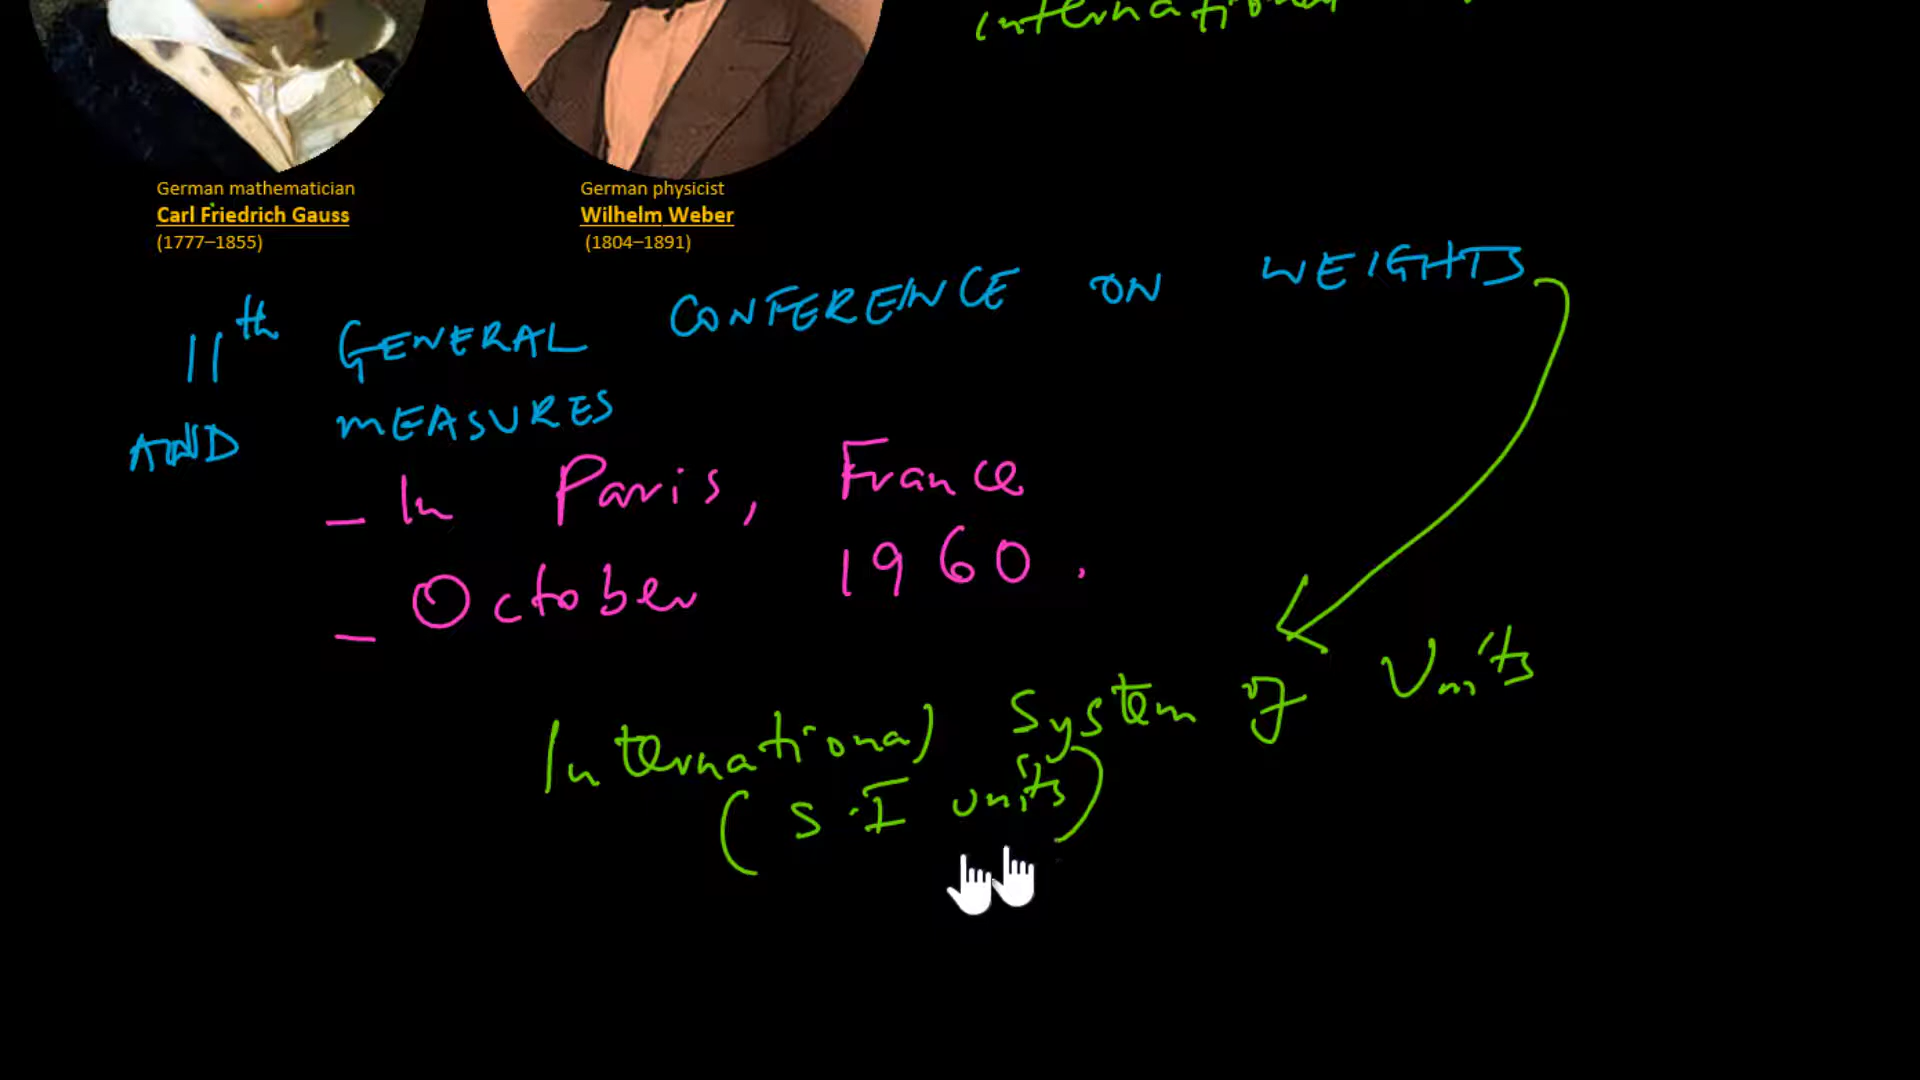 international
German mathematician
Carl Friedrich Gauss
(1777–1855)
German physicist
Wilhelm Weber
(1804–1891)
11th GENERAL CONFERENCE ON WEIGHTS
AND MEASURES
– In Paris, France
– October 1960.
International System of Units
(S.I units)